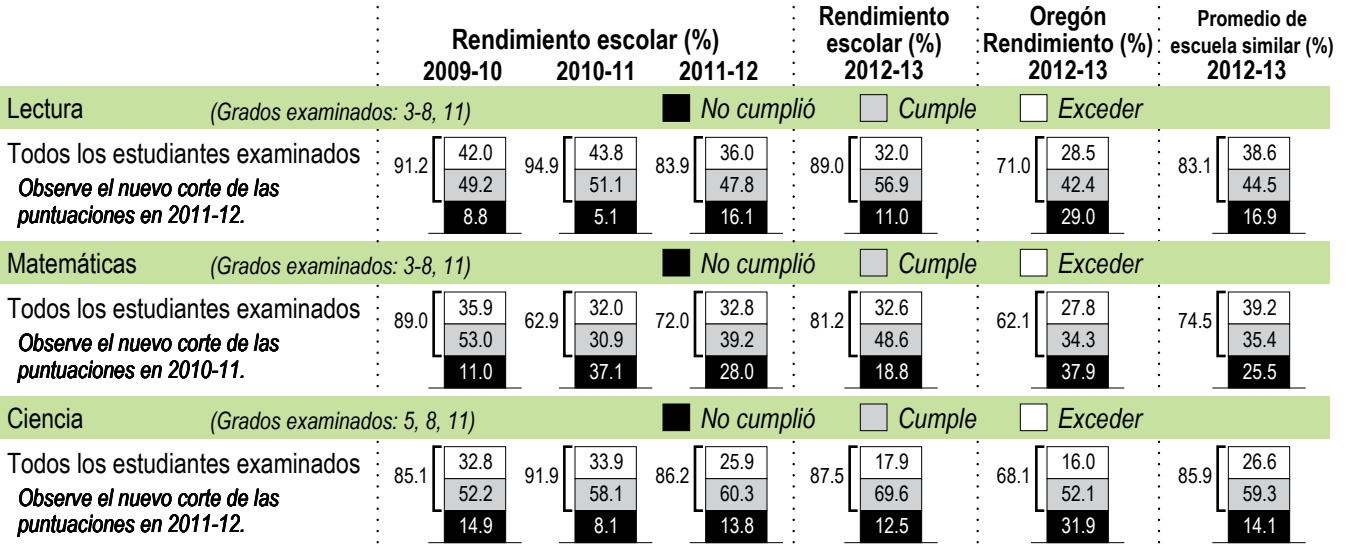 Rendimiento escolar (%)
2009-10 2010-11 2011-12
Rendimiento
escolar (%)
2012-13
Oregón
Rendimiento (%)
2012-13
Promedio de
escuela similar (%)
2012-13
Lectura (Grados examinados: 3-8, 11) No cumplió Cumple Exceder
Todos los estudiantes examinados
Observe el nuevo corte de las
puntuaciones en 2011-12.
91.2 42.0 49.2 8.8
94.9 43.8 51.1 5.1
83.9 36.0 47.8 16.1
89.0 32.0 56.9 11.0
71.0 28.5 42.4 29.0
83.1 38.6 44.5 16.9
Matemáticas (Grados examinados: 3-8, 11) No cumplió Cumple Exceder
Todos los estudiantes examinados
Observe el nuevo corte de las
puntuaciones en 2010-11.
89.0 35.9 53.0 11.0
62.9 32.0 30.9 37.1
72.0 32.8 39.2 28.0
81.2 32.6 48.6 18.8
62.1 27.8 34.3 37.9
74.5 39.2 35.4 25.5
Ciencia (Grados examinados: 5, 8, 11) No cumplió Cumple Exceder
Todos los estudiantes examinados
Observe el nuevo corte de las
puntuaciones en 2011-12.
85.1 32.8 52.2 14.9
91.9 33.9 58.1 8.1
86.2 25.9 60.3 13.8
87.5 17.9 69.6 12.5
68.1 16.0 52.1 31.9
85.9 26.6 59.3 14.1